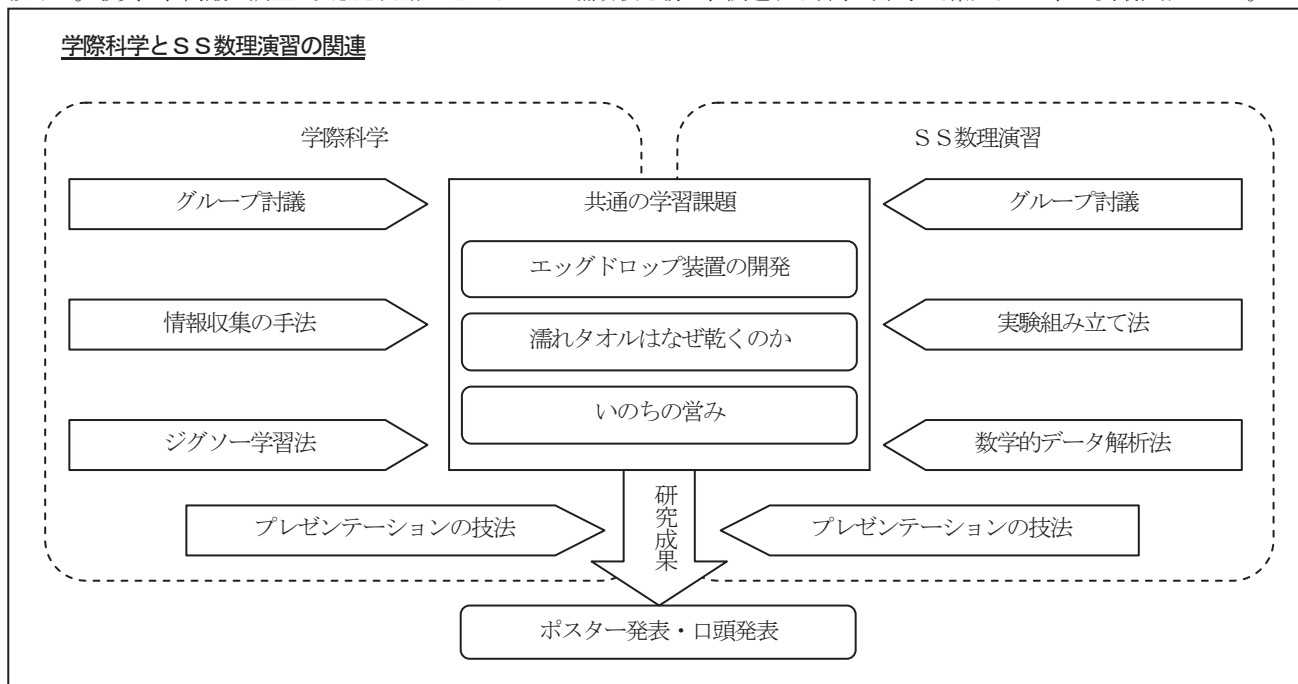 学際科学とSS数理演習の関連
学際科学
SS数理演習
グループ討議
共通の学習課題
グループ討議
エッグドロップ装置の開発
情報収集の手法
濡れタオルはなぜ乾くのか
実験組み立て法
いのちの営み
ジグソー学習法
数学的データ解析法
研究成果
プレゼンテーションの技法
プレゼンテーションの技法
ポスター発表・口頭発表